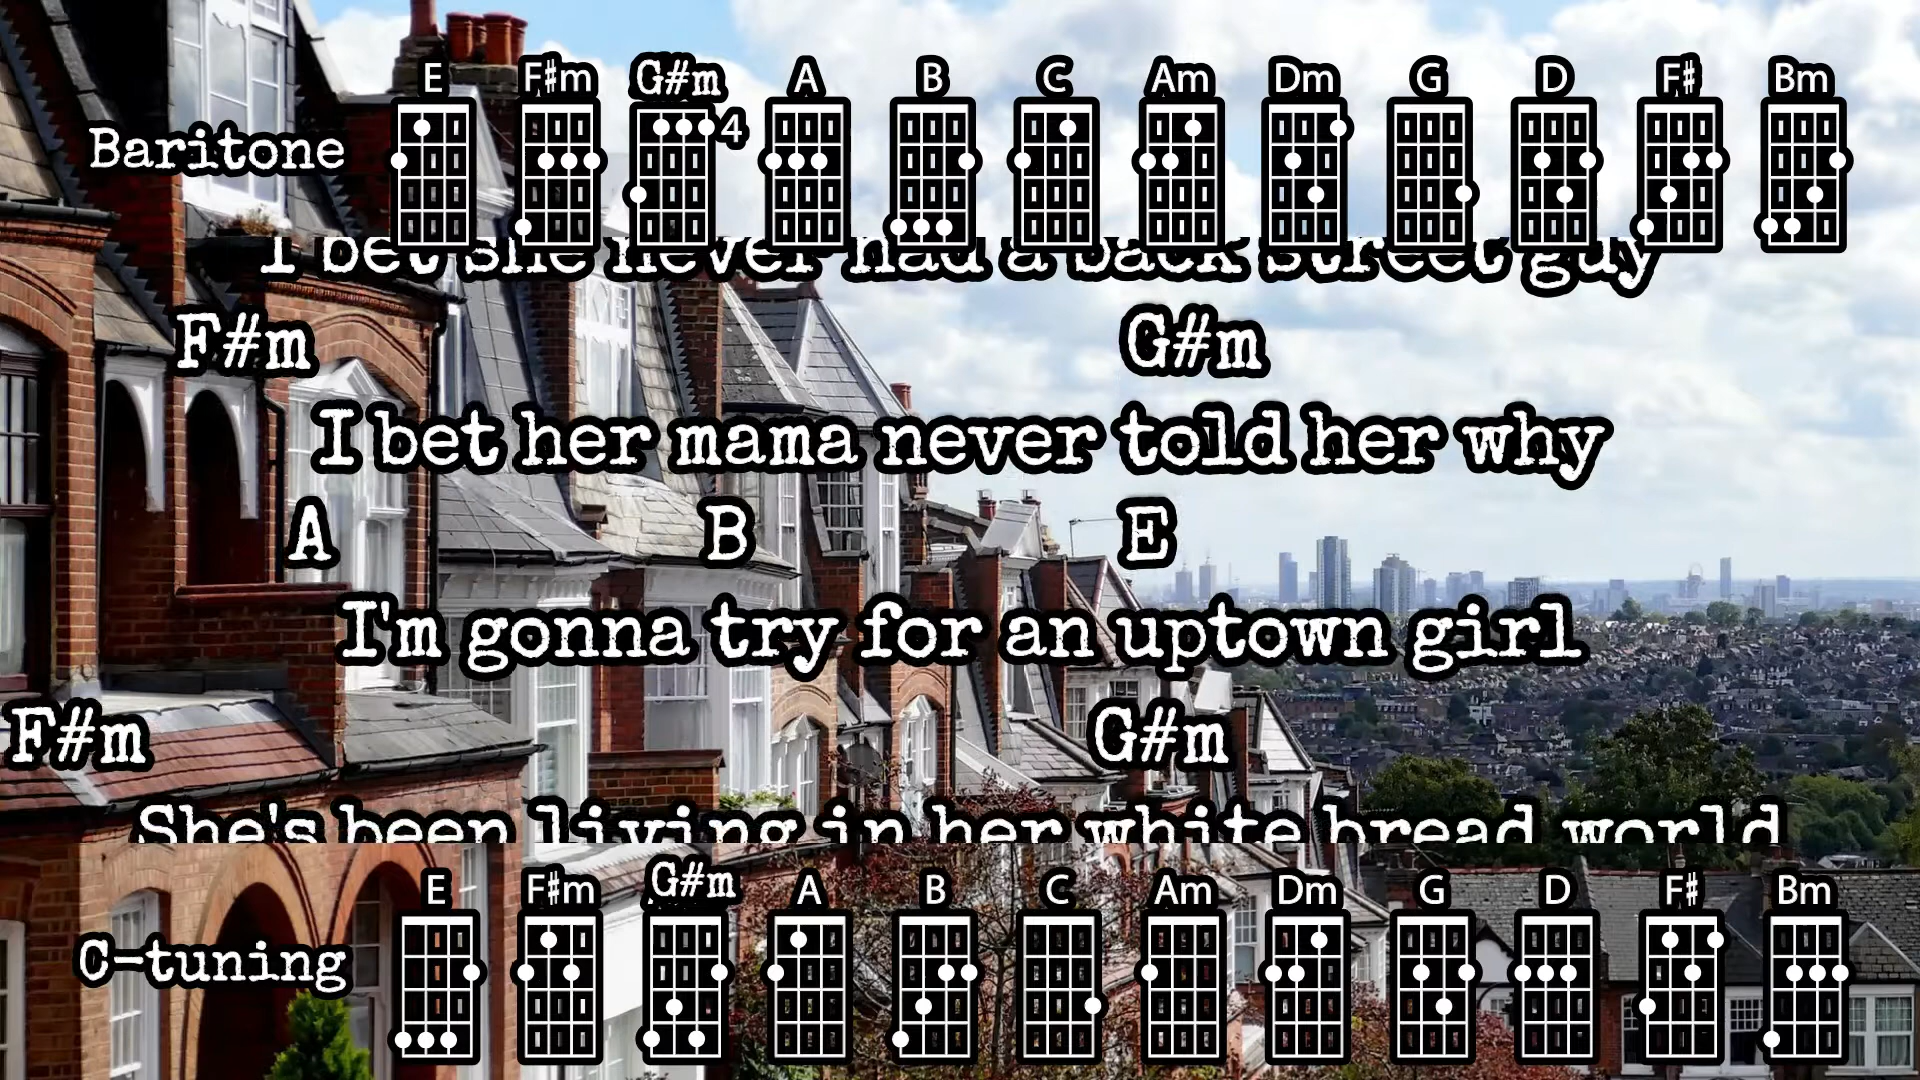 E F#m G#m A B C Am Dm G D F# Bm
Baritone 4
I bet she never had a back street guy
F#m G#m
I bet her mama never told her why
A B E
I'm gonna try for an uptown girl
F#m G#m
She's been living in her white bread world
E F#m G#m A B C Am Dm G D F# Bm
C-tuning